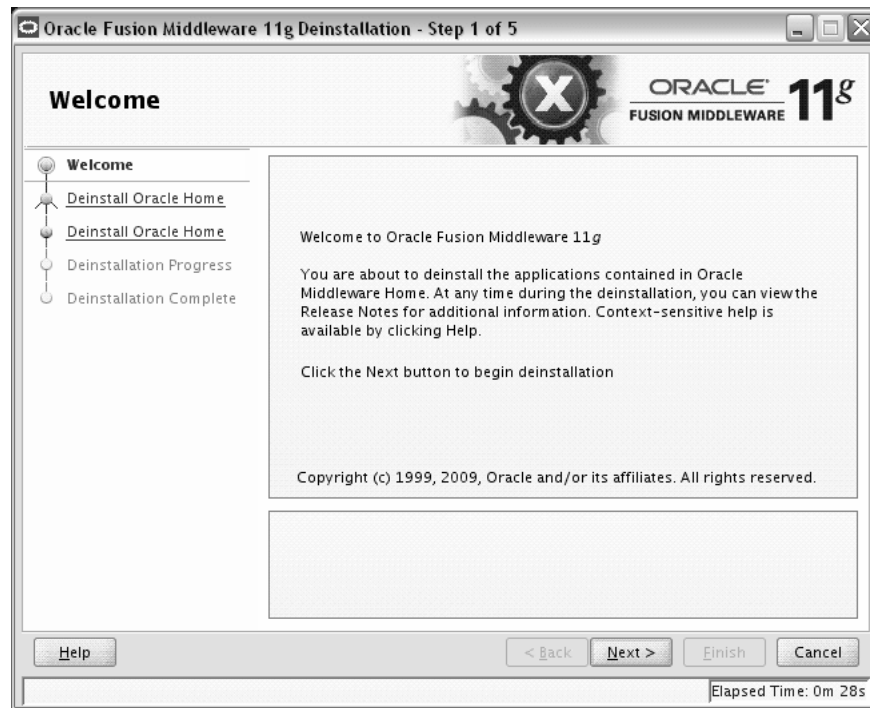 Oracle Fusion Middleware 11g Deinstallation - Step 1 of 5
Welcome
ORACLE
FUSION MIDDLEWARE
11g
Welcome
Deinstall Oracle Home
Deinstall Oracle Home
Deinstallation Progress
Deinstallation Complete
Welcome to Oracle Fusion Middleware 11g
You are about to deinstall the applications contained in Oracle
Middleware Home. At any time during the deinstallation, you can view the
Release Notes for additional information. Context-sensitive help is
available by clicking Help.
Click the Next button to begin deinstallation
Copyright (c) 1999, 2009, Oracle and/or its affiliates. All rights reserved.
Help
< Back
Next >
Finish
Cancel
Elapsed Time: 0m 28s